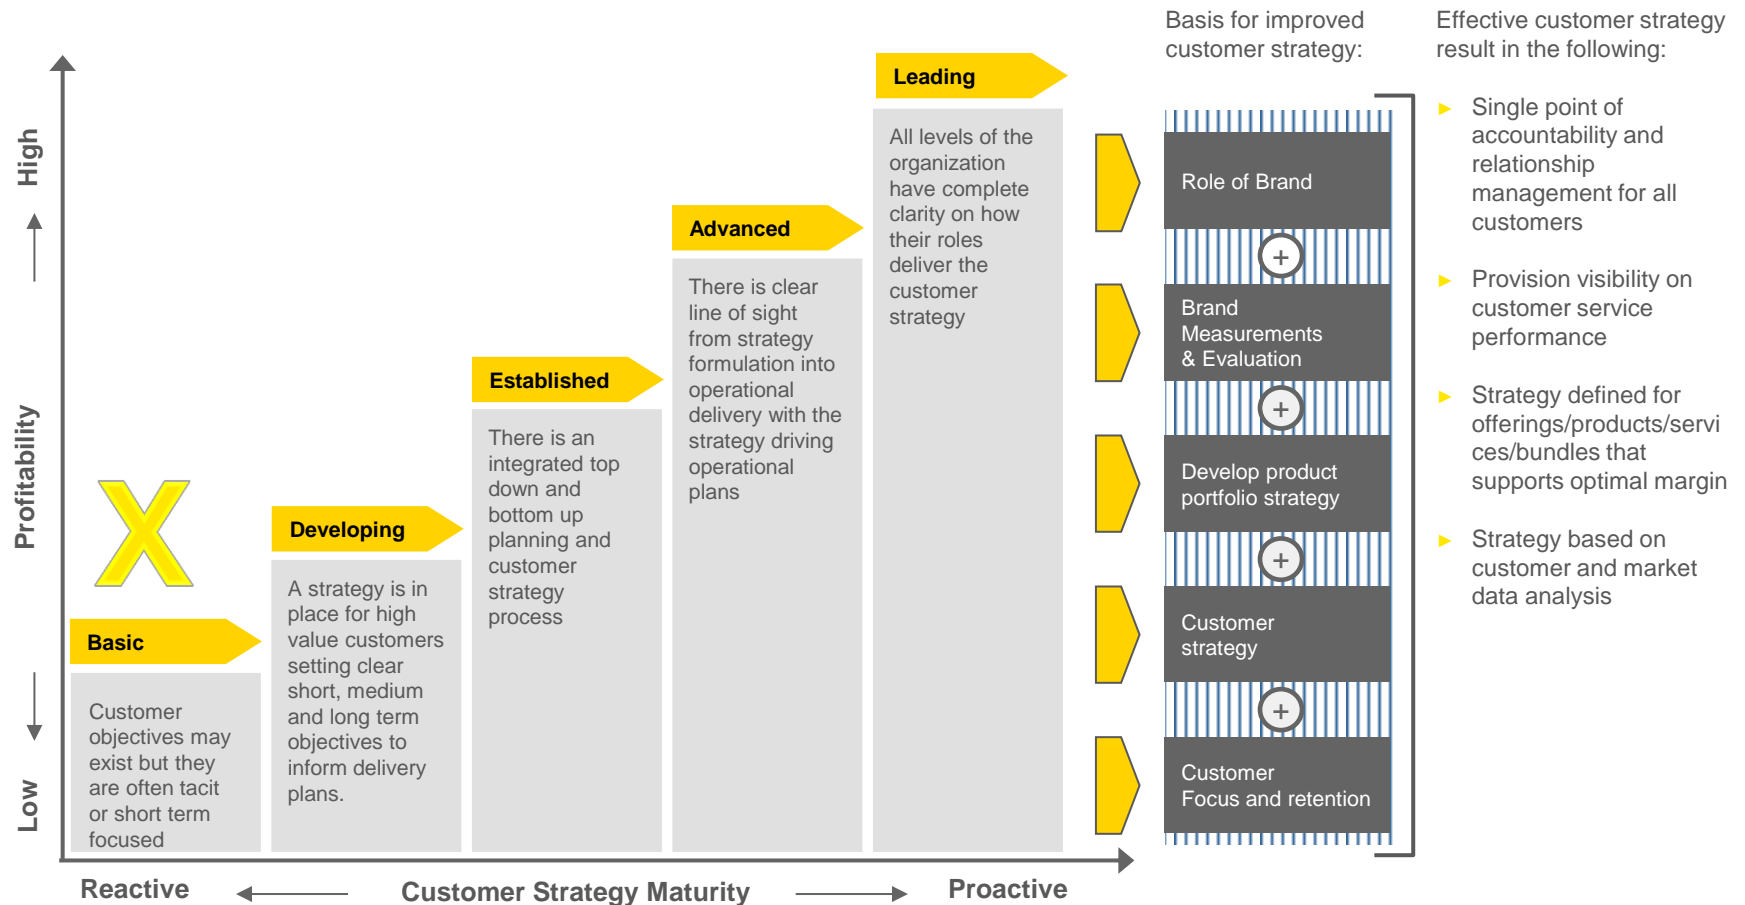 Basis for improved
customer strategy:
Effective customer strategy
result in the following:
High
Profitability
Low
X
Basic
Customer
objectives may
exist but they
are often tacit
or short term
focused
Developing
A strategy is in
place for high
value customers
setting clear
short, medium
and long term
objectives to
inform delivery
plans.
Established
There is an
integrated top
down and
bottom up
planning and
customer
strategy
process
Advanced
There is clear
line of sight
from strategy
formulation into
operational
delivery with the
strategy driving
operational
plans
Leading
All levels of the
organization
have complete
clarity on how
their roles
deliver the
customer
strategy
Role of Brand
+
Brand
Measurements
& Evaluation
+
Develop product
portfolio strategy
+
Customer
strategy
+
Customer
Focus and retention
► Single point of
accountability and
relationship
management for all
customers
► Provision visibility on
customer service
performance
► Strategy defined for
offerings/products/servi
ces/bundles that
supports optimal margin
► Strategy based on
customer and market
data analysis
Reactive
Customer Strategy Maturity
Proactive